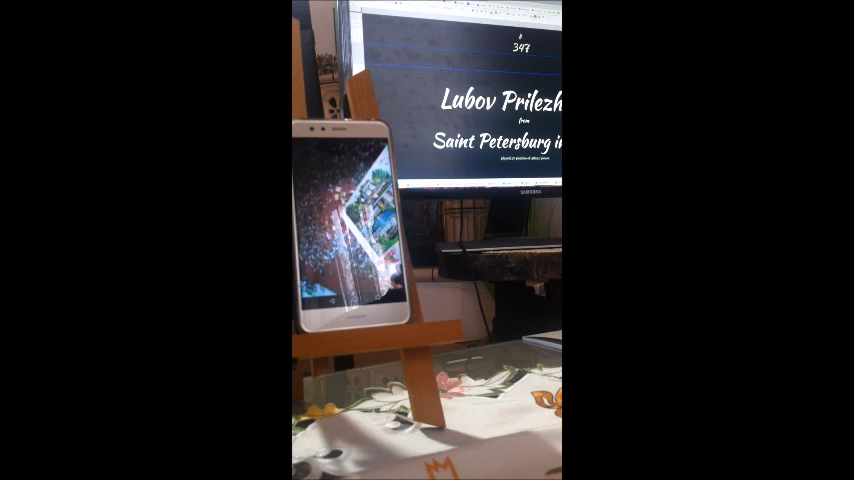 347
Lubov Prilezh
from
Saint Petersburg in
SAMSUNG